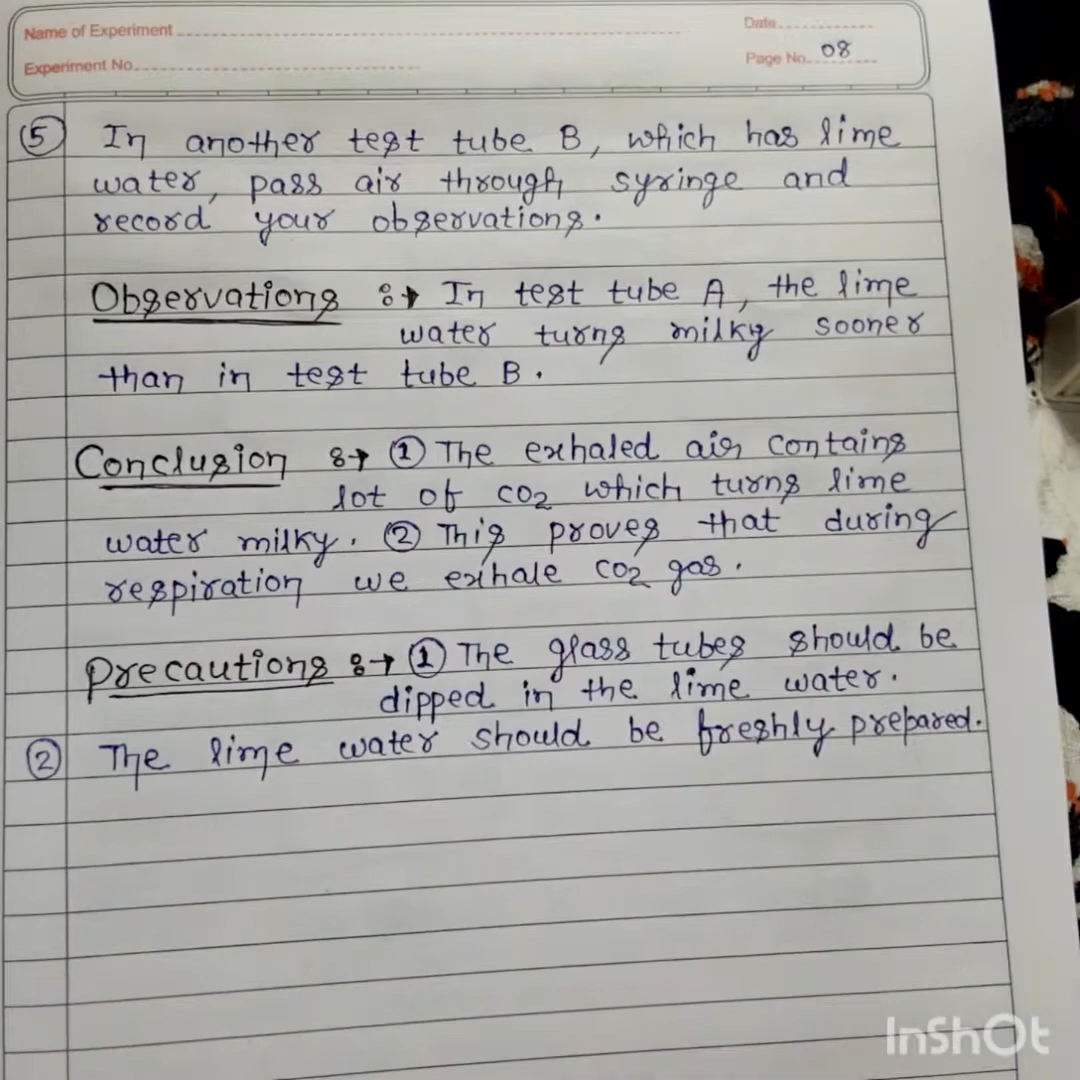 Name of Experiment
Date
Experiment No.
Page No. 08
(5) In another test tube B, which has lime
water, pass air through syringe and
record your observations.
Observations :→ In test tube A, the lime
water turns milky sooner
than in test tube B.
Conclusion :→ (1) The exhaled air contains
lot of CO2 which turns lime
water milky. (2) This proves that during
respiration we exhale CO2 gas.
Precautions :→ (1) The glass tubes should be
dipped in the lime water.
(2) The lime water should be freshly prepared.
InShOt